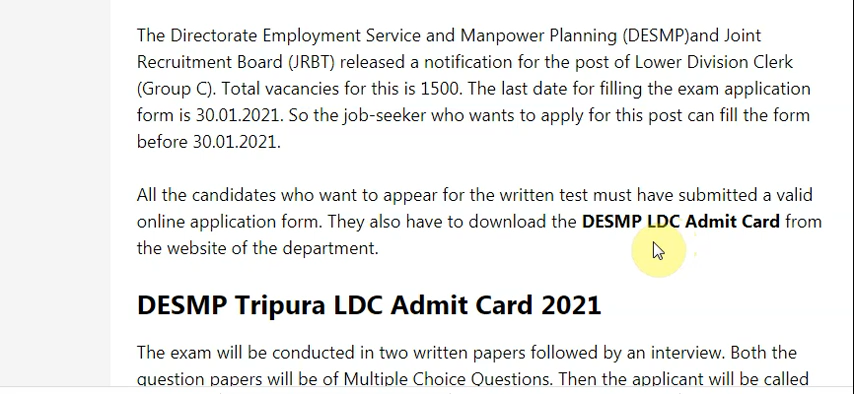 The Directorate Employment Service and Manpower Planning (DESMP)and Joint
Recruitment Board (JRBT) released a notification for the post of Lower Division Clerk
(Group C). Total vacancies for this is 1500. The last date for filling the exam application
form is 30.01.2021. So the job-seeker who wants to apply for this post can fill the form
before 30.01.2021.
All the candidates who want to appear for the written test must have submitted a valid
online application form. They also have to download the DESMP LDC Admit Card from
the website of the department.
DESMP Tripura LDC Admit Card 2021
The exam will be conducted in two written papers followed by an interview. Both the
question papers will be of Multiple Choice Questions. Then the applicant will be called